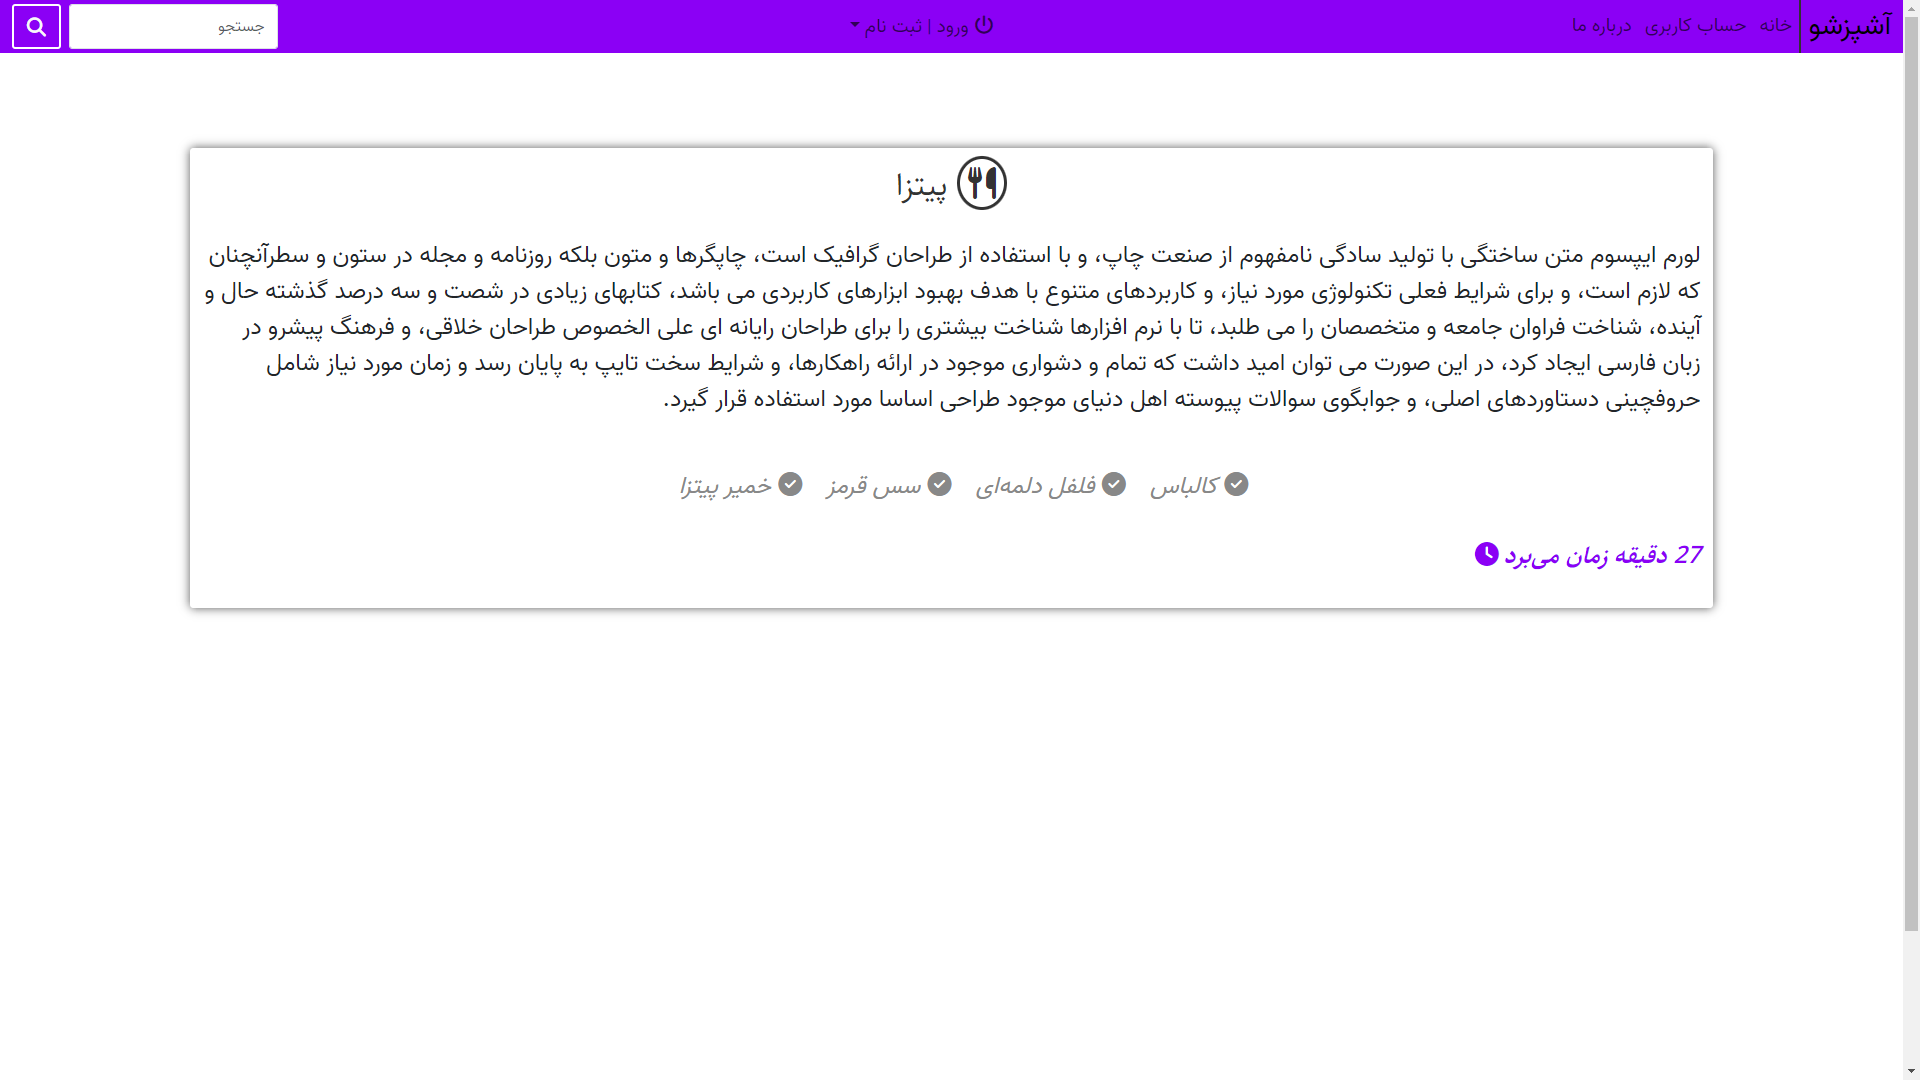 آشپزشو
خانه
حساب کاربری
درباره ما
ورود | ثبت نام
جستجو
پیتزا
لورم ایپسوم متن ساختگی با تولید سادگی نامفهوم از صنعت چاپ، و با استفاده از طراحان گرافیک است، چاپگرها و متون بلکه روزنامه و مجله در ستون و سطرآنچنان
که لازم است، و برای شرایط فعلی تکنولوژی مورد نیاز، و کاربردهای متنوع با هدف بهبود ابزارهای کاربردی می باشد، کتابهای زیادی در شصت و سه درصد گذشته حال و
آینده، شناخت فراوان جامعه و متخصصان را می طلبد، تا با نرم افزارها شناخت بیشتری را برای طراحان رایانه ای علی الخصوص طراحان خلاقی، و فرهنگ پیشرو در
زبان فارسی ایجاد کرد، در این صورت می توان امید داشت که تمام و دشواری موجود در ارائه راهکارها، و شرایط سخت تایپ به پایان رسد و زمان مورد نیاز شامل
حروفچینی دستاوردهای اصلی، و جوابگوی سوالات پیوسته اهل دنیای موجود طراحی اساسا مورد استفاده قرار گیرد.
کالباس
فلفل دلمه‌ای
سس قرمز
خمیر پیتزا
27 دقیقه زمان می‌برد